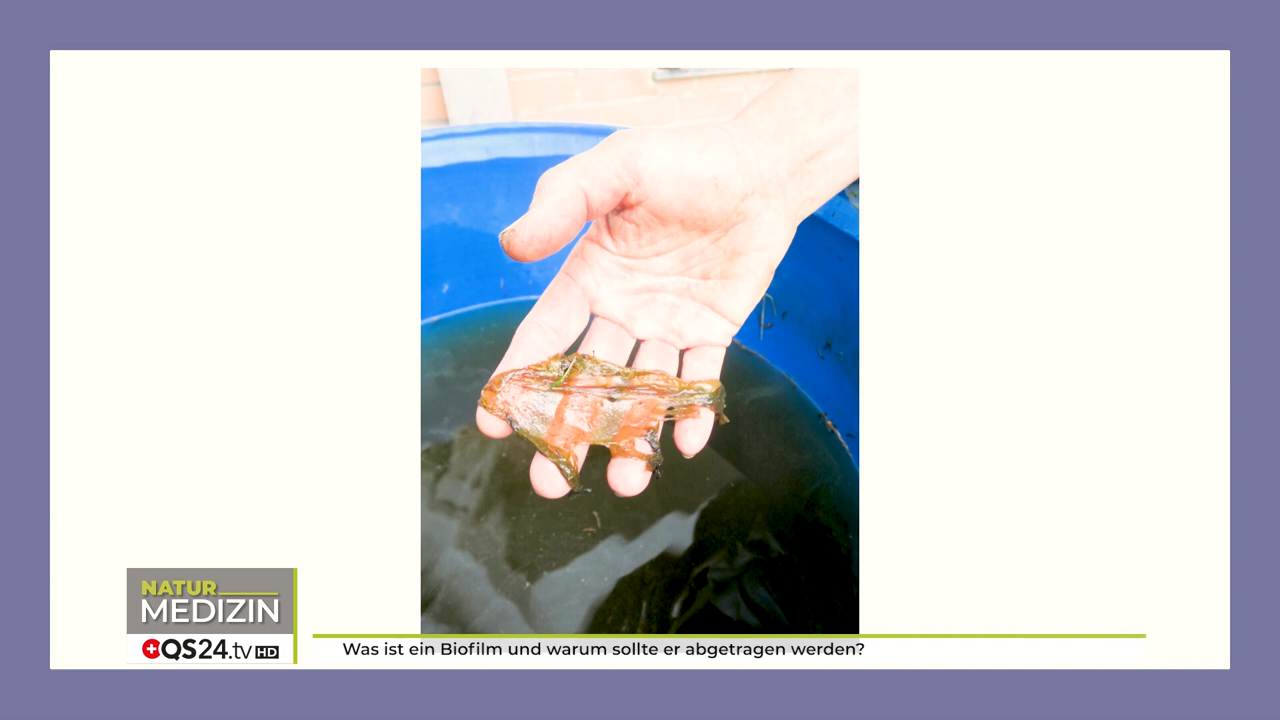 NATUR
MEDIZIN
QS24.tv HD
Was ist ein Biofilm und warum sollte er abgetragen werden?